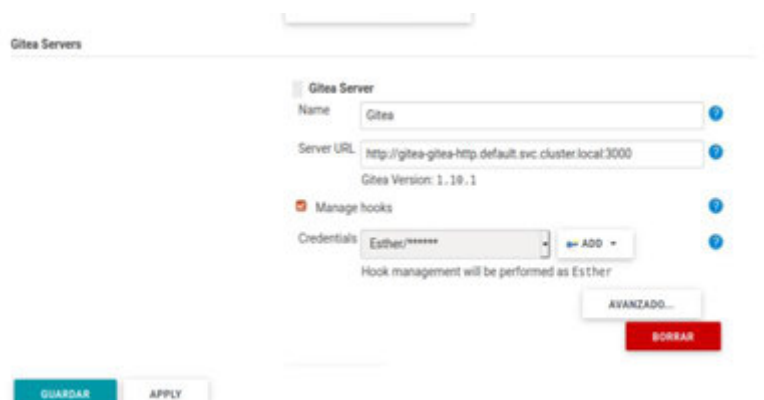 Gitea Servers
Gitea Server
Name
Gitea
Server URL
http://gitea-gitea-http.default.svc.cluster.local:3000
Gitea Version: 1.10.1
Manage hooks
Credentials
Esther/******
ADD
Hook management will be performed as Esther
AVANZADO...
BORRAR
GUARDAR
APPLY